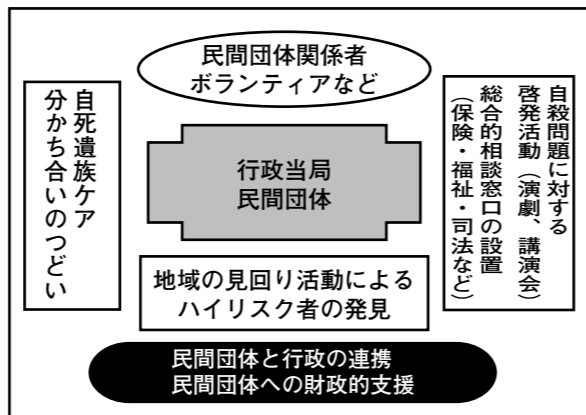 民間団体関係者
ボランティアなど
自死遺族ケア
分かち合いのつどい
行政当局
民間団体
自殺問題に対する
啓発活動（演劇、講演会）
総合的相談窓口の設置
（保険・福祉・司法など）
地域の見回り活動による
ハイリスク者の発見
民間団体と行政の連携
民間団体への財政的支援